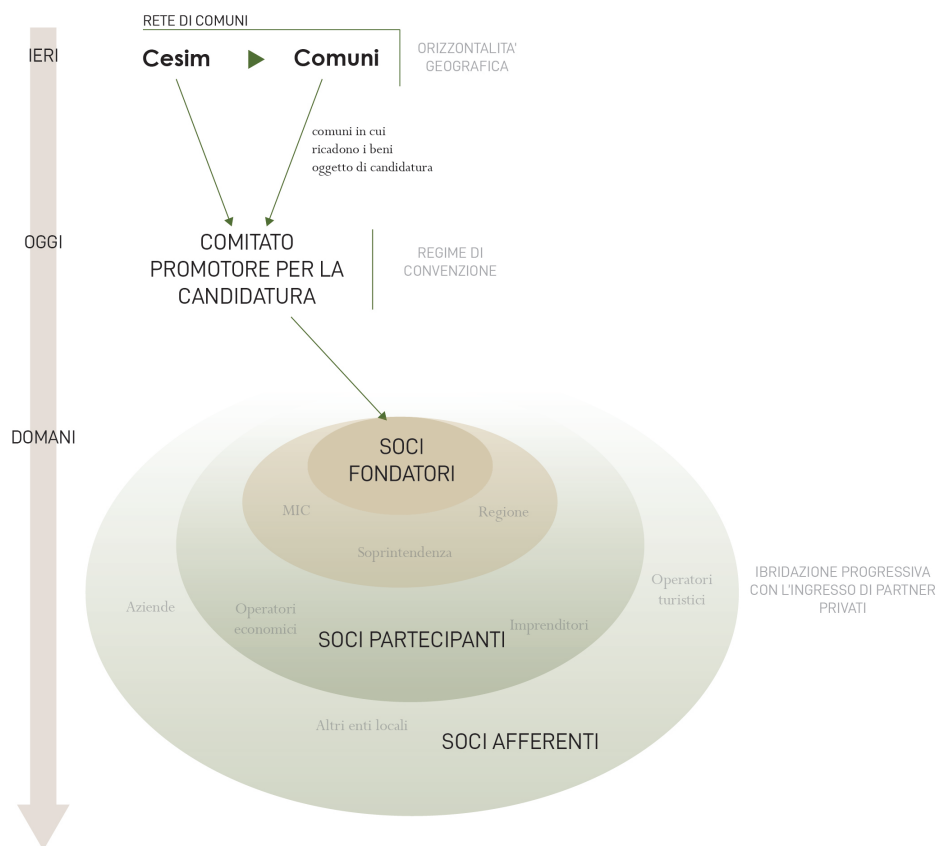 RETE DI COMUNI
IERI
Cesim
Comuni
ORIZZONTALITA'
GEOGRAFICA
comuni in cui
ricadono i beni
oggetto di candidatura
OGGI
COMITATO
PROMOTORE PER LA
CANDIDATURA
REGIME DI
CONVENZIONE
DOMANI
SOCI
FONDATORI
MIC
Regione
Soprintendenza
IBRIDAZIONE PROGRESSIVA
CON L'INGRESSO DI PARTNER
PRIVATI
Operatori
turistici
Aziende
Operatori
economici
Imprenditori
SOCI PARTECIPANTI
Altri enti locali
SOCI AFFERENTI